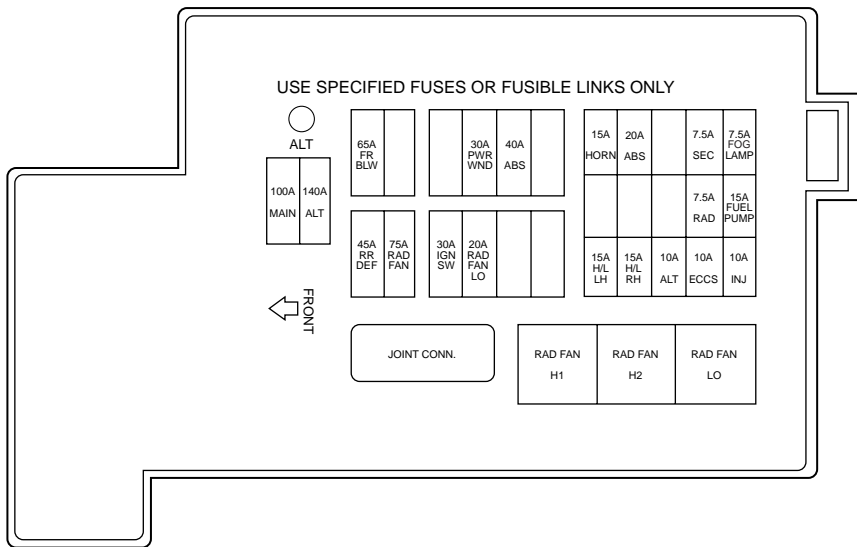 USE SPECIFIED FUSES OR FUSIBLE LINKS ONLY
ALT
100A
MAIN
140A
ALT
65A
FR
BLW
30A
PWR
WND
40A
ABS
15A
HORN
20A
ABS
7.5A
SEC
7.5A
FOG
LAMP
7.5A
RAD
15A
FUEL
PUMP
45A
RR
DEF
75A
RAD
FAN
30A
IGN
SW
20A
RAD
FAN
LO
15A
H/L
LH
15A
H/L
RH
10A
ALT
10A
ECCS
10A
INJ
FRONT
JOINT CONN.
RAD FAN
H1
RAD FAN
H2
RAD FAN
LO